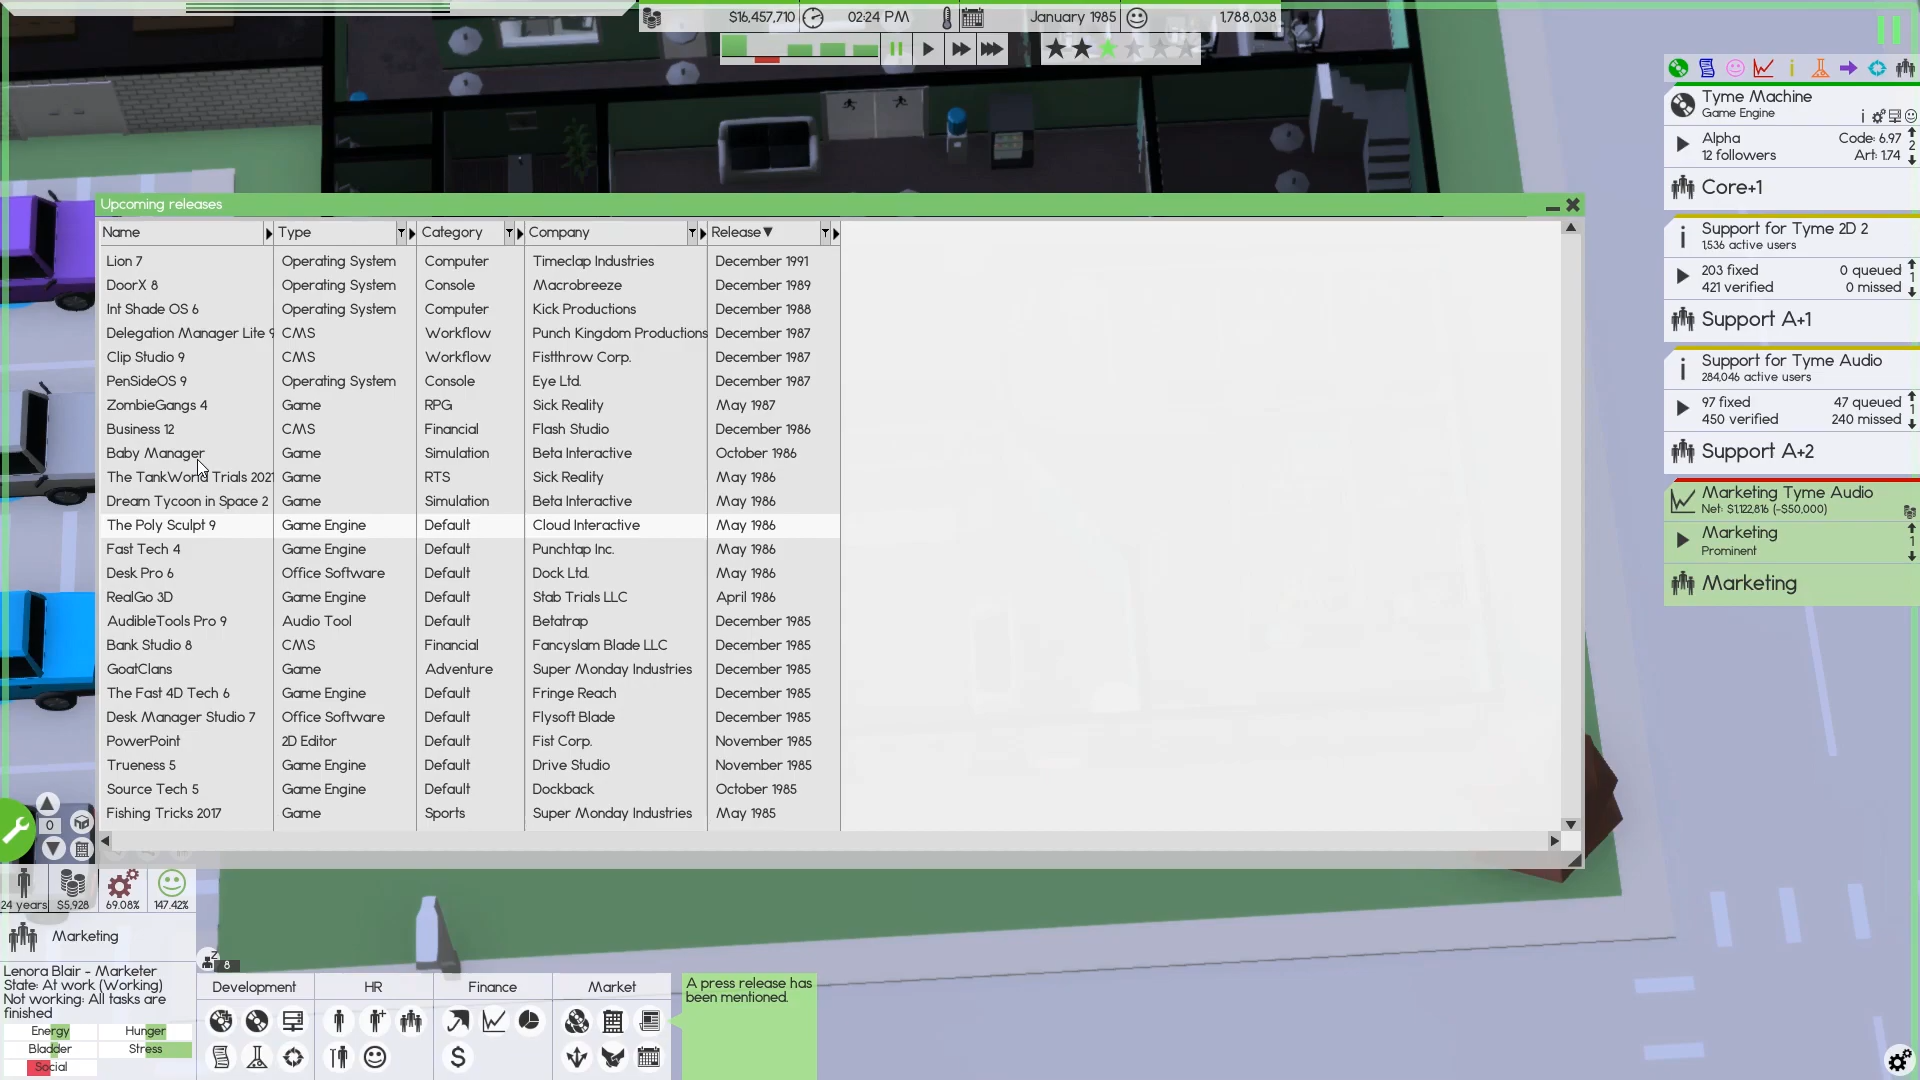 $16,457,710
02:24 PM
January 1985
1,788,038
Upcoming releases
Name Type Category Company Release▼
Lion 7 Operating System Computer Timeclap Industries December 1991
DoorX 8 Operating System Console Macrobreeze December 1989
Int Shade OS 6 Operating System Computer Kick Productions December 1988
Delegation Manager Lite 9 CMS Workflow Punch Kingdom Productions December 1987
Clip Studio 9 CMS Workflow Fistthrow Corp. December 1987
PenSideOS 9 Operating System Console Eye Ltd. December 1987
ZombieGangs 4 Game RPG Sick Reality May 1987
Business 12 CMS Financial Flash Studio December 1986
Baby Manager Game Simulation Beta Interactive October 1986
The TankWorld Trials 2021 Game RTS Sick Reality May 1986
Dream Tycoon in Space 2 Game Simulation Beta Interactive May 1986
The Poly Sculpt 9 Game Engine Default Cloud Interactive May 1986
Fast Tech 4 Game Engine Default Punchtap Inc. May 1986
Desk Pro 6 Office Software Default Dock Ltd. May 1986
RealGo 3D Game Engine Default Stab Trials LLC April 1986
AudibleTools Pro 9 Audio Tool Default Betatrap December 1985
Bank Studio 8 CMS Financial Fancyslam Blade LLC December 1985
GoatClans Game Adventure Super Monday Industries December 1985
The Fast 4D Tech 6 Game Engine Default Fringe Reach December 1985
Desk Manager Studio 7 Office Software Default Flysoft Blade December 1985
PowerPoint 2D Editor Default Fist Corp. November 1985
Trueness 5 Game Engine Default Drive Studio November 1985
Source Tech 5 Game Engine Default Dockback October 1985
Fishing Tricks 2017 Game Sports Super Monday Industries May 1985
Tyme Machine
Game Engine
Alpha Code: 6.97
12 followers Art: 1.74
2
Core+1
Support for Tyme 2D 2
1,536 active users
203 fixed 0 queued
421 verified 0 missed
1
Support A+1
Support for Tyme Audio
284,046 active users
97 fixed 47 queued
450 verified 240 missed
1
Support A+2
Marketing Tyme Audio
Net: $1,122,816 (-$50,000)
Marketing
Prominent
1
Marketing
0
24 years $5,928 69.08% 147.42%
Marketing
Lenora Blair - Marketer
State: At work (Working)
Not working: All tasks are
finished
Energy Hunger
Bladder Stress
Social
Z
8
Development HR Finance Market
A press release has
been mentioned.